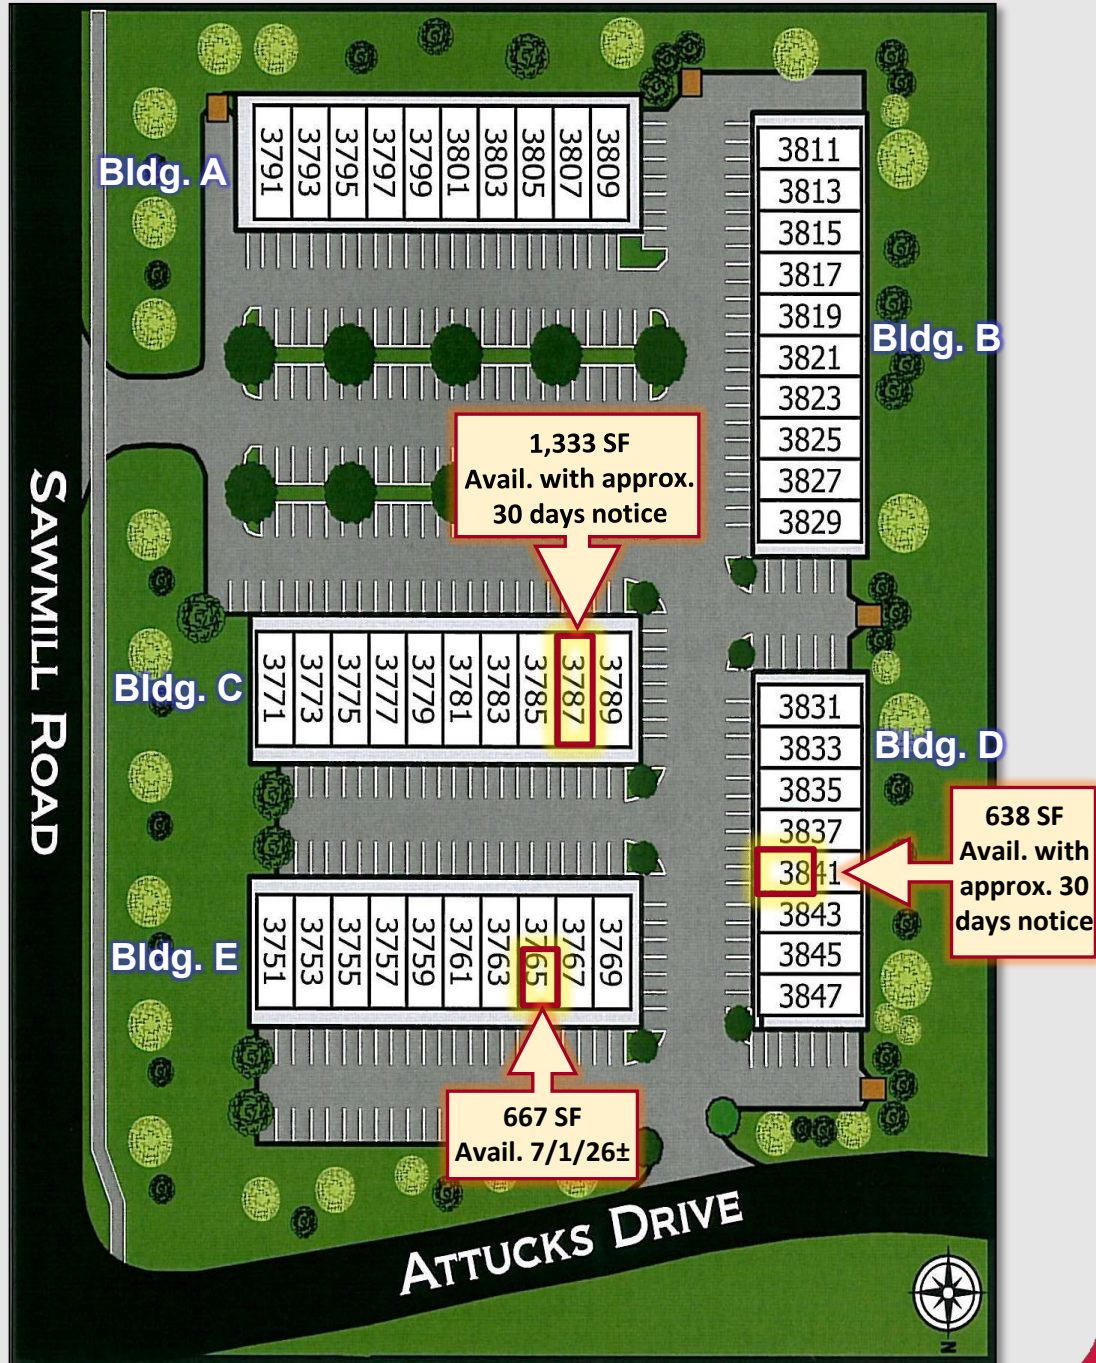 Bldg. A
3791
3793
3795
3797
3799
3801
3803
3805
3807
3809
3811
3813
3815
3817
3819
3821
3823
3825
3827
3829
Bldg. B
1,333 SF
Avail. with approx.
30 days notice
SAWMILL ROAD
Bldg. C
3771
3773
3775
3777
3779
3781
3783
3785
3787
3789
3831
3833
3835
3837
3841
3843
3845
3847
Bldg. D
638 SF
Avail. with
approx. 30
days notice
Bldg. E
3751
3753
3755
3757
3759
3761
3763
3765
3767
3769
667 SF
Avail. 7/1/26±
ATTUCKS DRIVE
N